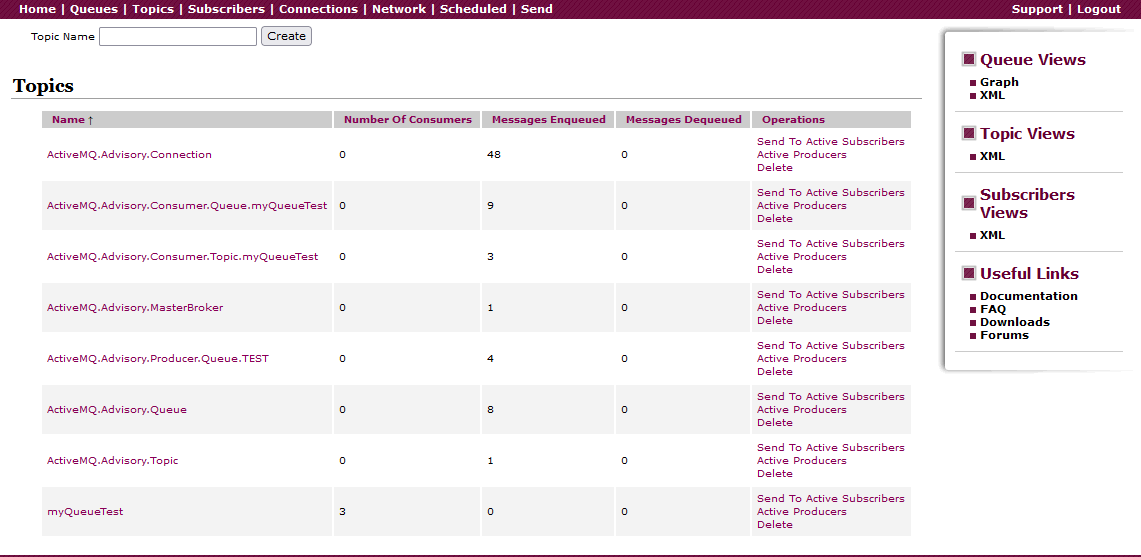 Home | Queues | Topics | Subscribers | Connections | Network | Scheduled | Send
Support | Logout
Topic Name
Create
Topics
Name ↑ Number Of Consumers Messages Enqueued Messages Dequeued Operations
ActiveMQ.Advisory.Connection 0 48 0 Send To Active Subscribers
Active Producers
Delete
ActiveMQ.Advisory.Consumer.Queue.myQueueTest 0 9 0 Send To Active Subscribers
Active Producers
Delete
ActiveMQ.Advisory.Consumer.Topic.myQueueTest 0 3 0 Send To Active Subscribers
Active Producers
Delete
ActiveMQ.Advisory.MasterBroker 0 1 0 Send To Active Subscribers
Active Producers
Delete
ActiveMQ.Advisory.Producer.Queue.TEST 0 4 0 Send To Active Subscribers
Active Producers
Delete
ActiveMQ.Advisory.Queue 0 8 0 Send To Active Subscribers
Active Producers
Delete
ActiveMQ.Advisory.Topic 0 1 0 Send To Active Subscribers
Active Producers
Delete
myQueueTest 3 0 0 Send To Active Subscribers
Active Producers
Delete
Queue Views
Graph
XML
Topic Views
XML
Subscribers
Views
XML
Useful Links
Documentation
FAQ
Downloads
Forums